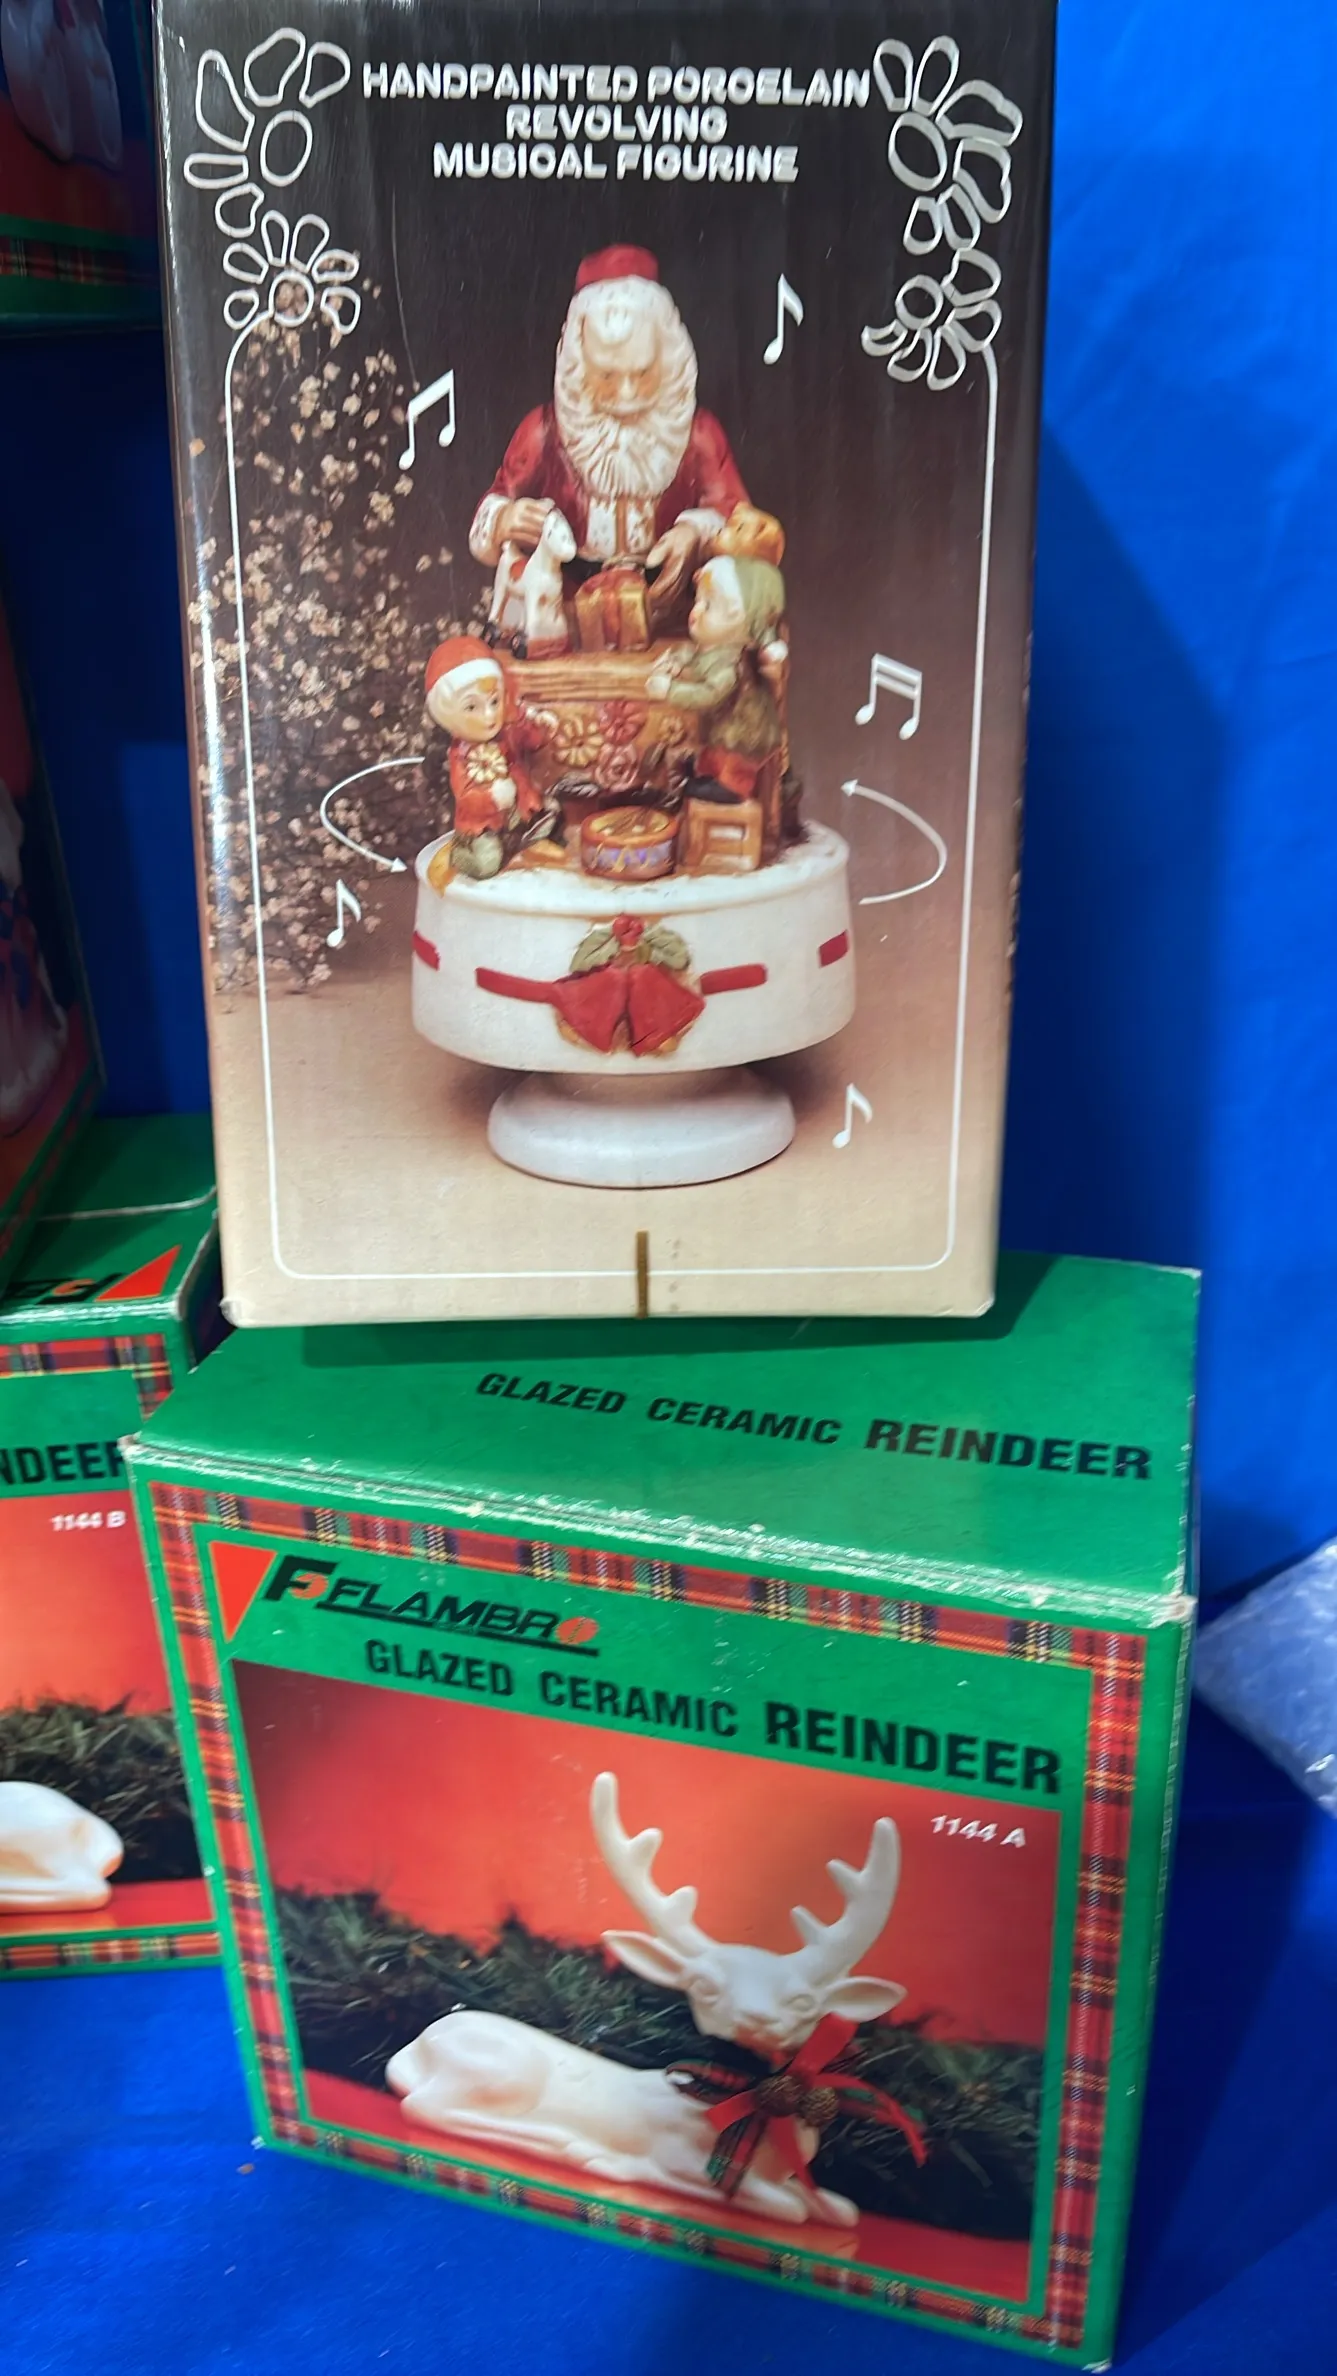 HANDPAINTED PORCELAIN
REVOLVING
MUSICAL FIGURINE
GLAZED CERAMIC REINDEER
FLAMBRO
GLAZED CERAMIC REINDEER
1144 A
NDEER
1144 B